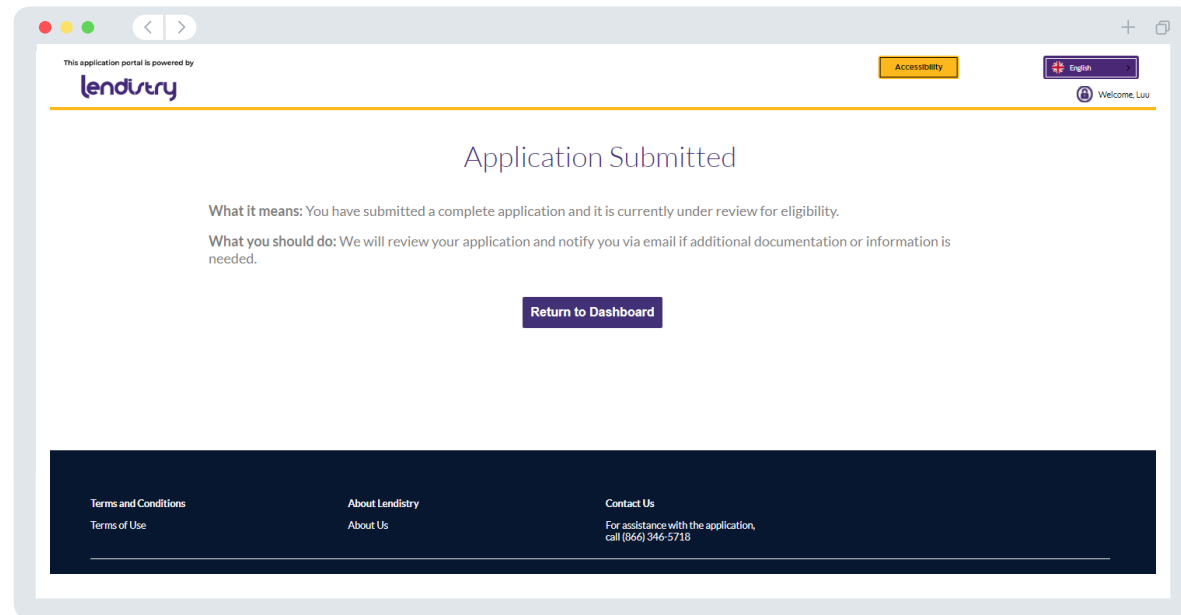 This application portal is powered by
lendistry
Accessibility
English
Welcome, Luu
Application Submitted
What it means: You have submitted a complete application and it is currently under review for eligibility.
What you should do: We will review your application and notify you via email if additional documentation or information is
needed.
Return to Dashboard
Terms and Conditions
Terms of Use
About Lendistry
About Us
Contact Us
For assistance with the application,
call (866) 346-5718